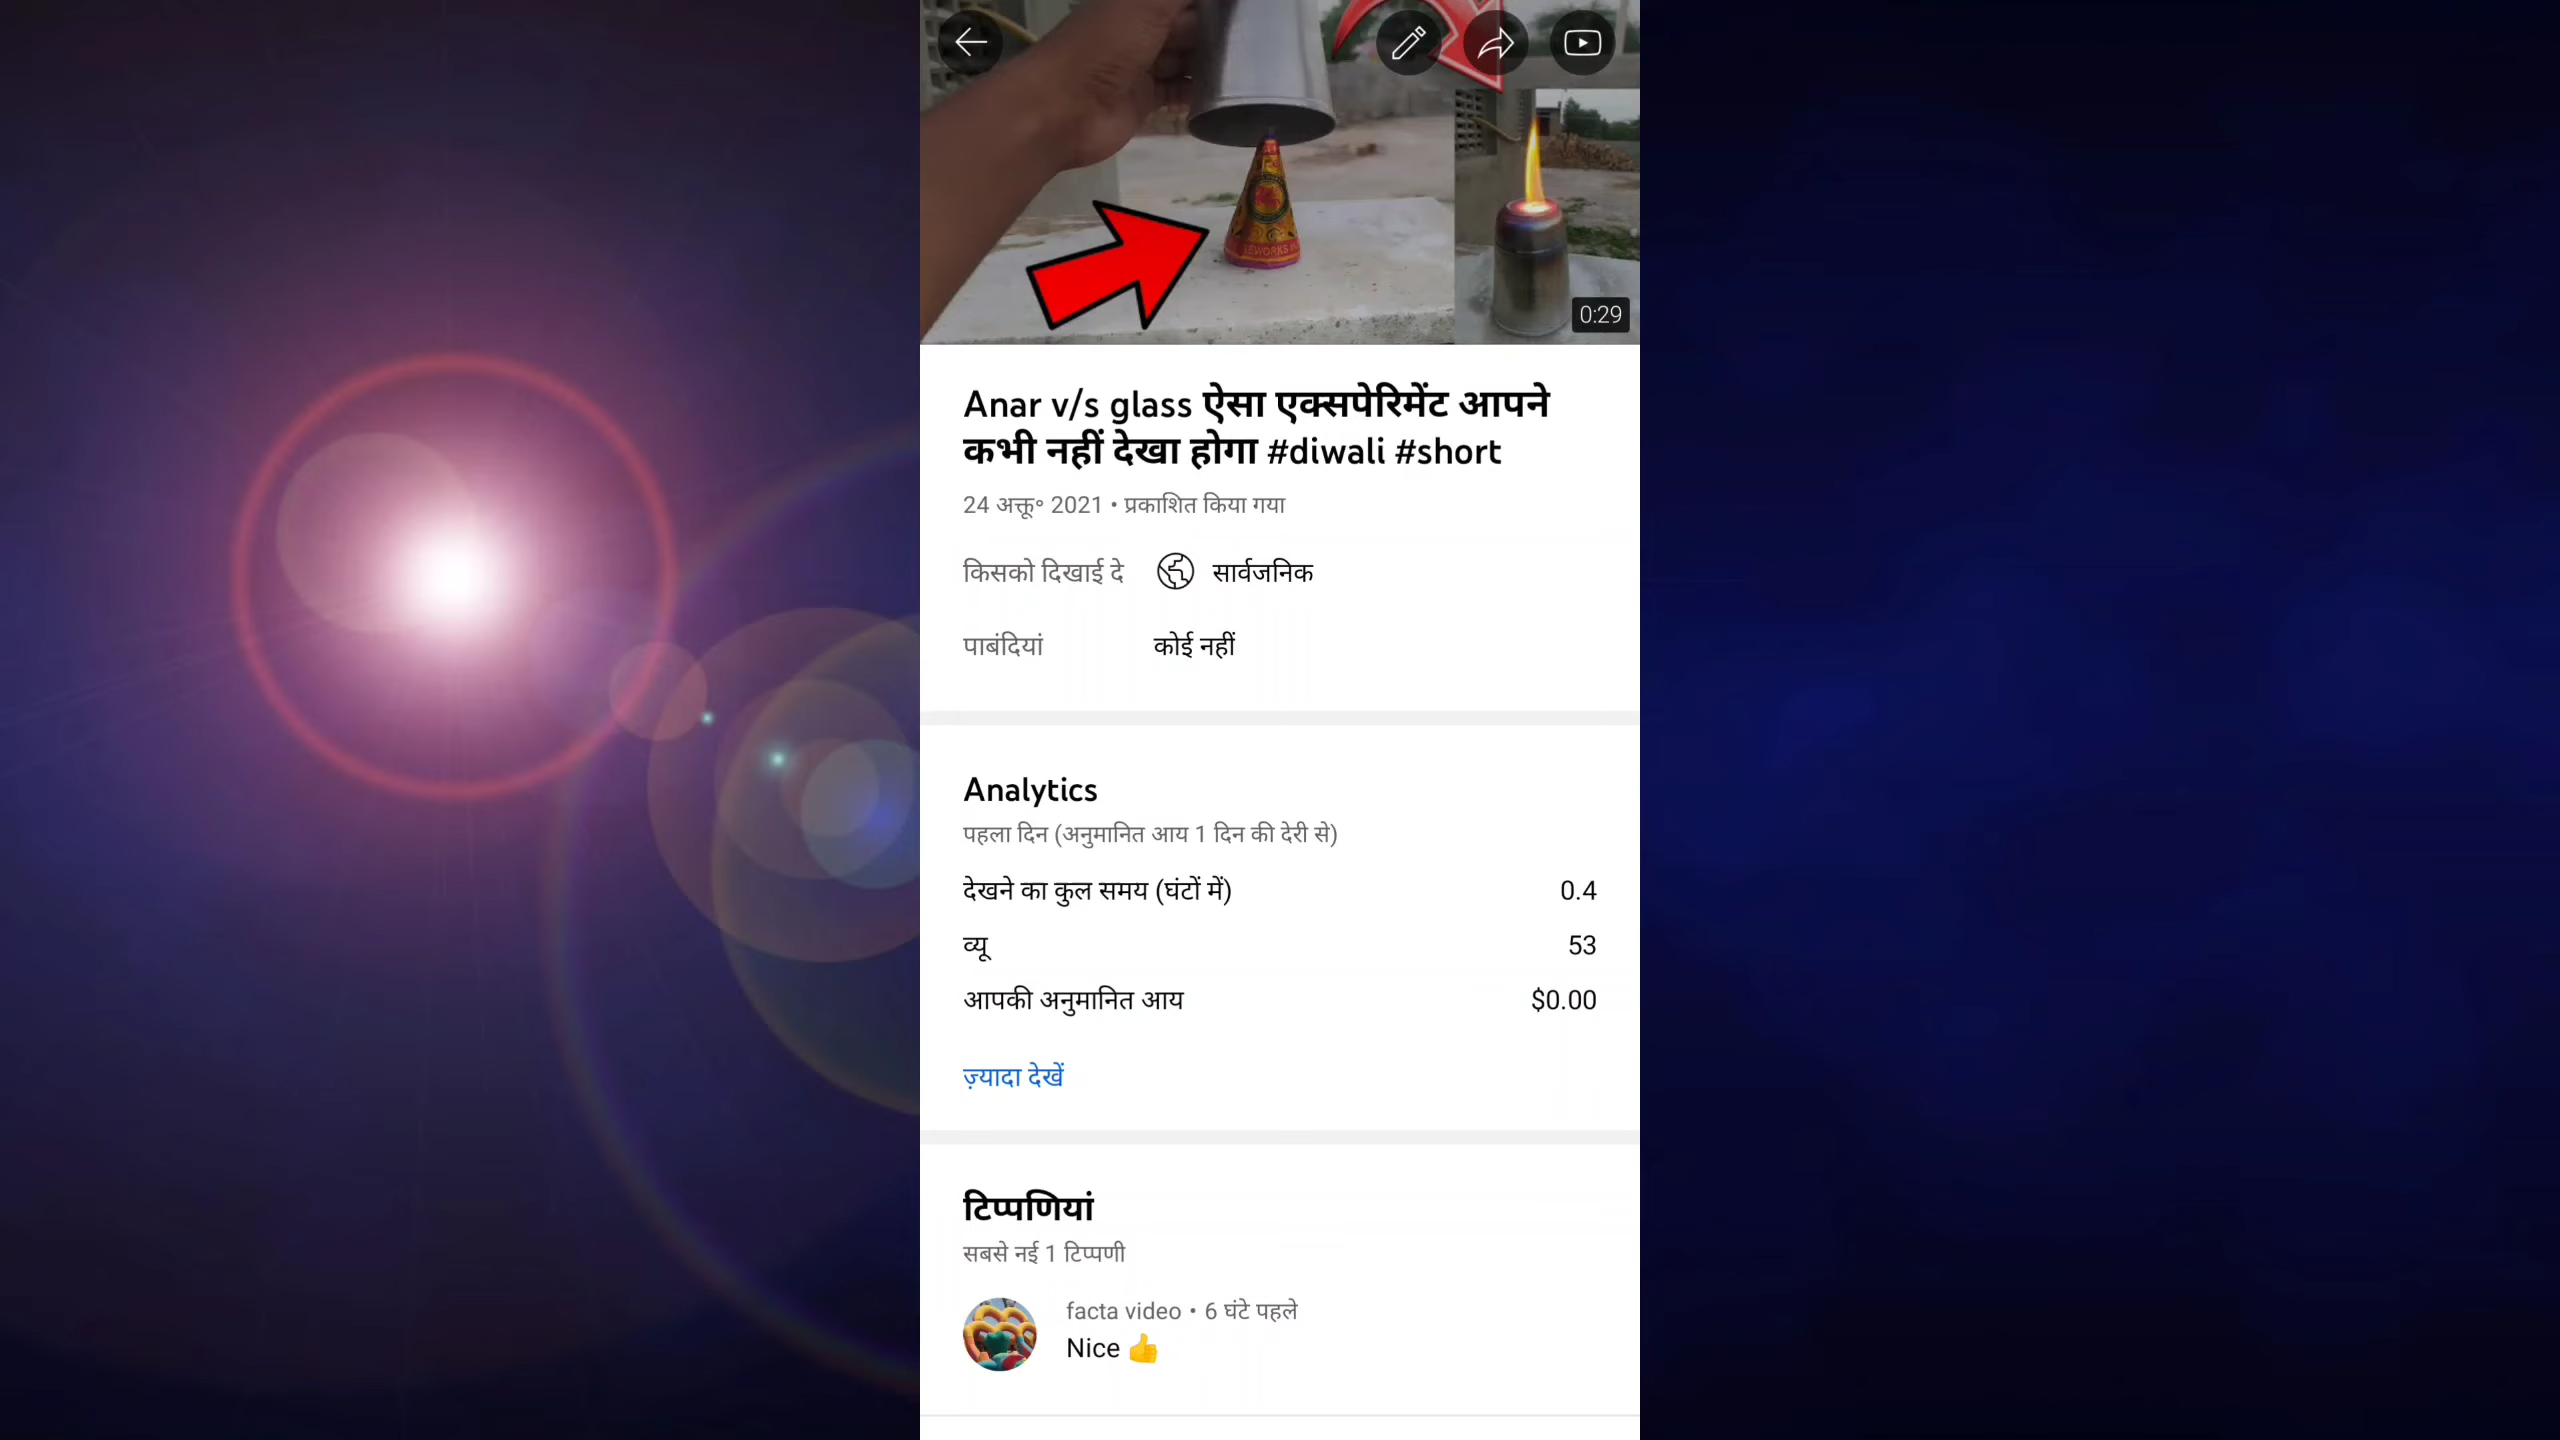 EWORKS
0:29
Anar v/s glass ऐसा एक्सपेरिमेंट आपने
कभी नहीं देखा होगा #diwali #short
24 अक्तू॰ 2021 • प्रकाशित किया गया
किसको दिखाई दे सार्वजनिक
पाबंदियां कोई नहीं
Analytics
पहला दिन (अनुमानित आय 1 दिन की देरी से)
देखने का कुल समय (घंटों में) 0.4
व्यू 53
आपकी अनुमानित आय $0.00
ज़्यादा देखें
टिप्पणियां
सबसे नई 1 टिप्पणी
facta video • 6 घंटे पहले
Nice 👍